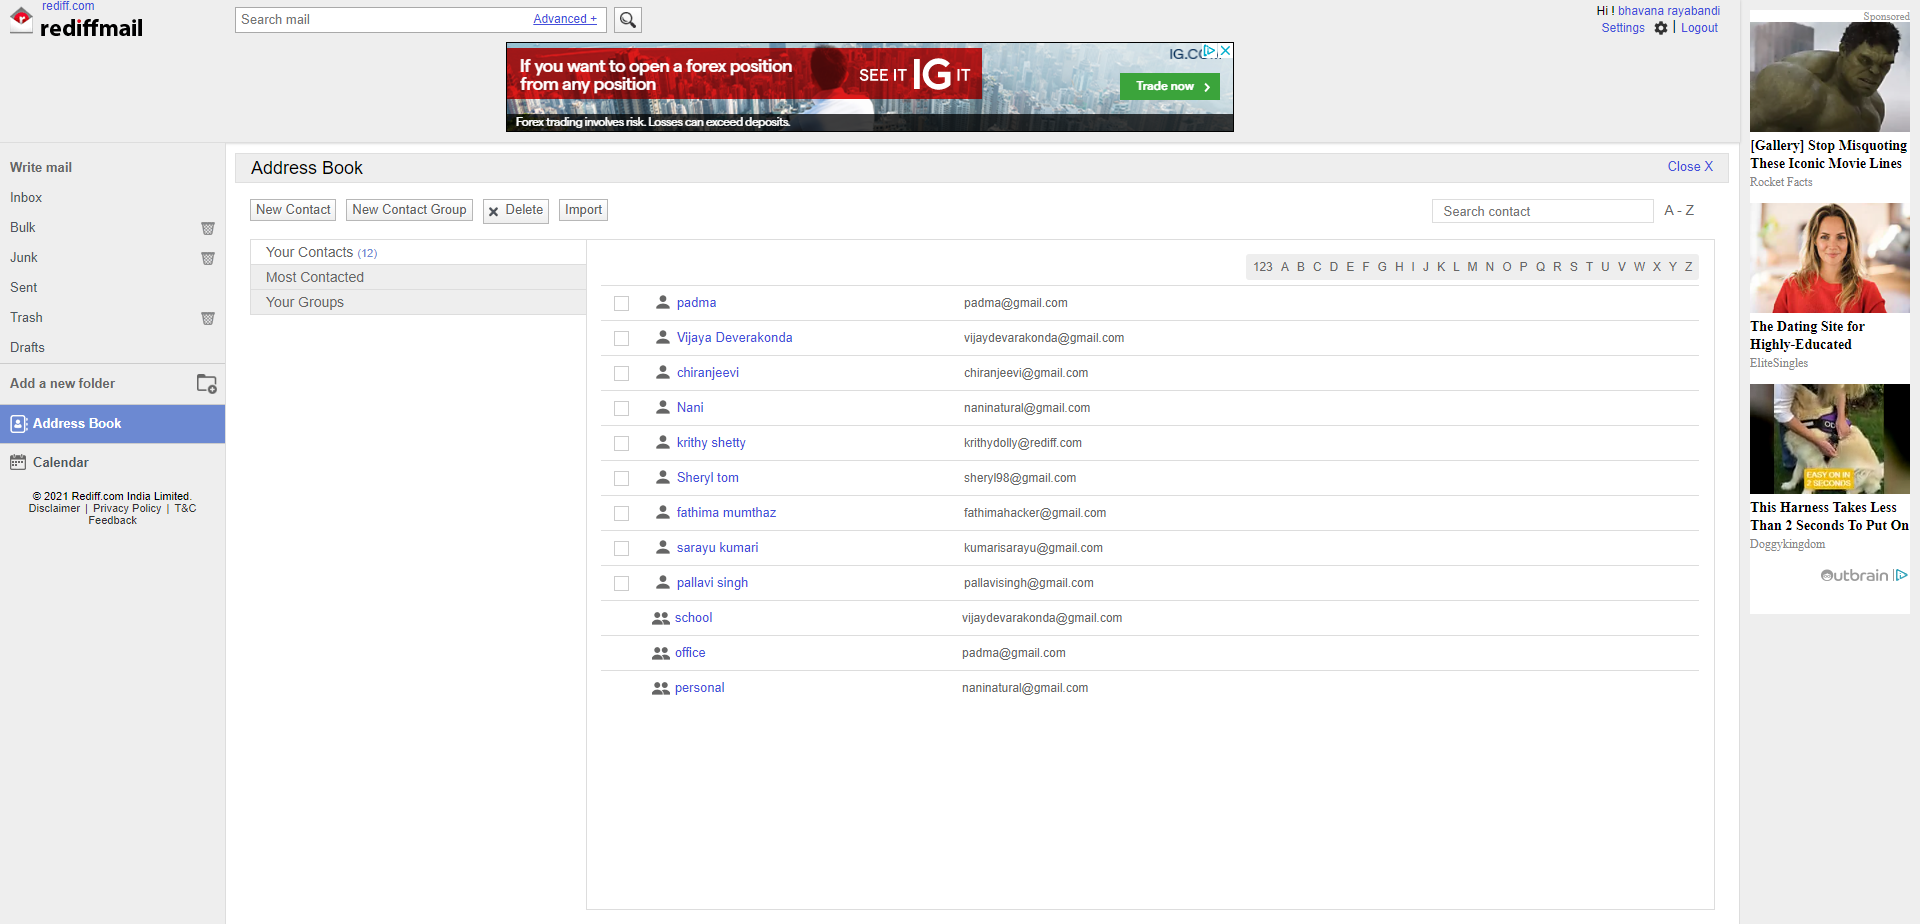 rediff.com
rediffmail
Search mail
Advanced +
Hi ! bhavana rayabandi
Settings | Logout
If you want to open a forex position
from any position
SEE IT IG IT
Trade now
Forex trading involves risk. Losses can exceed deposits.
Write mail
Inbox
Bulk
Junk
Sent
Trash
Drafts
Add a new folder
Address Book
Calendar
© 2021 Rediff.com India Limited.
Disclaimer | Privacy Policy | T&C
Feedback
Address Book
Close X
New Contact
New Contact Group
Delete
Import
Search contact
A - Z
Your Contacts (12)
Most Contacted
Your Groups
123 A B C D E F G H I J K L M N O P Q R S T U V W X Y Z
padma padma@gmail.com
Vijaya Deverakonda vijaydevarakonda@gmail.com
chiranjeevi chiranjeevi@gmail.com
Nani naninatural@gmail.com
krithy shetty krithydolly@rediff.com
Sheryl tom sheryl98@gmail.com
fathima mumthaz fathimahacker@gmail.com
sarayu kumari kumarisarayu@gmail.com
pallavi singh pallavisingh@gmail.com
school vijaydevarakonda@gmail.com
office padma@gmail.com
personal naninatural@gmail.com
Sponsored
[Gallery] Stop Misquoting
These Iconic Movie Lines
Rocket Facts
The Dating Site for
Highly-Educated
EliteSingles
EASY ON IN
2 SECONDS
This Harness Takes Less
Than 2 Seconds To Put On
Doggykingdom
Outbrain